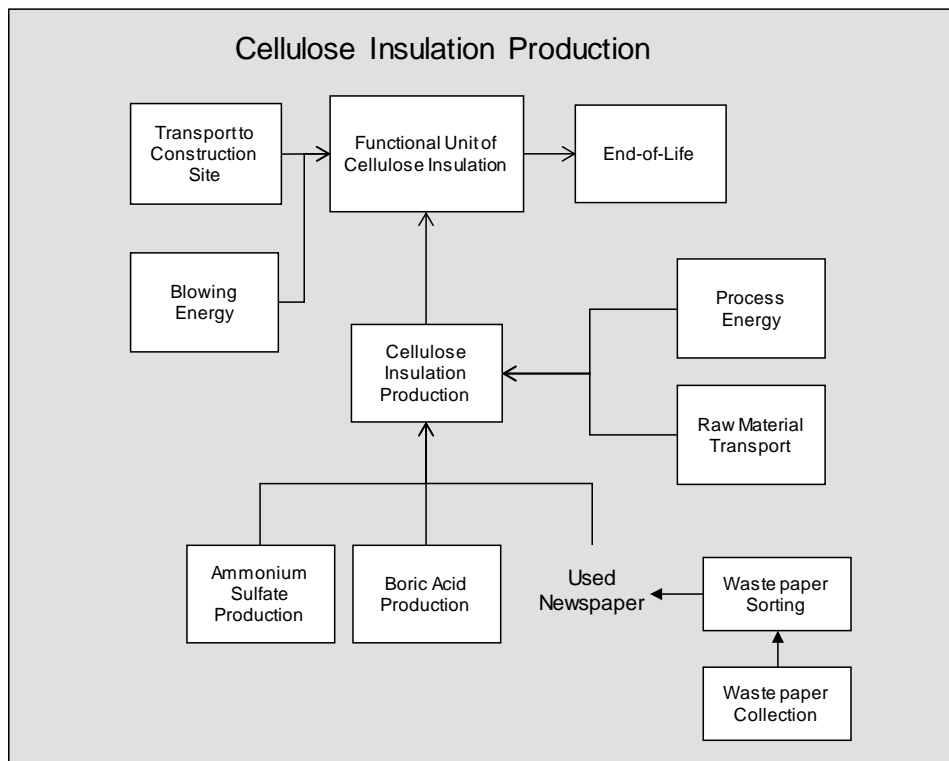 Cellulose Insulation Production
Transport to
Construction
Site
Functional Unit of
Cellulose Insulation
End-of-Life
Blowing
Energy
Process
Energy
Cellulose
Insulation
Production
Raw Material
Transport
Ammonium
Sulfate
Production
Boric Acid
Production
Used
Newspaper
Waste paper
Sorting
Waste paper
Collection